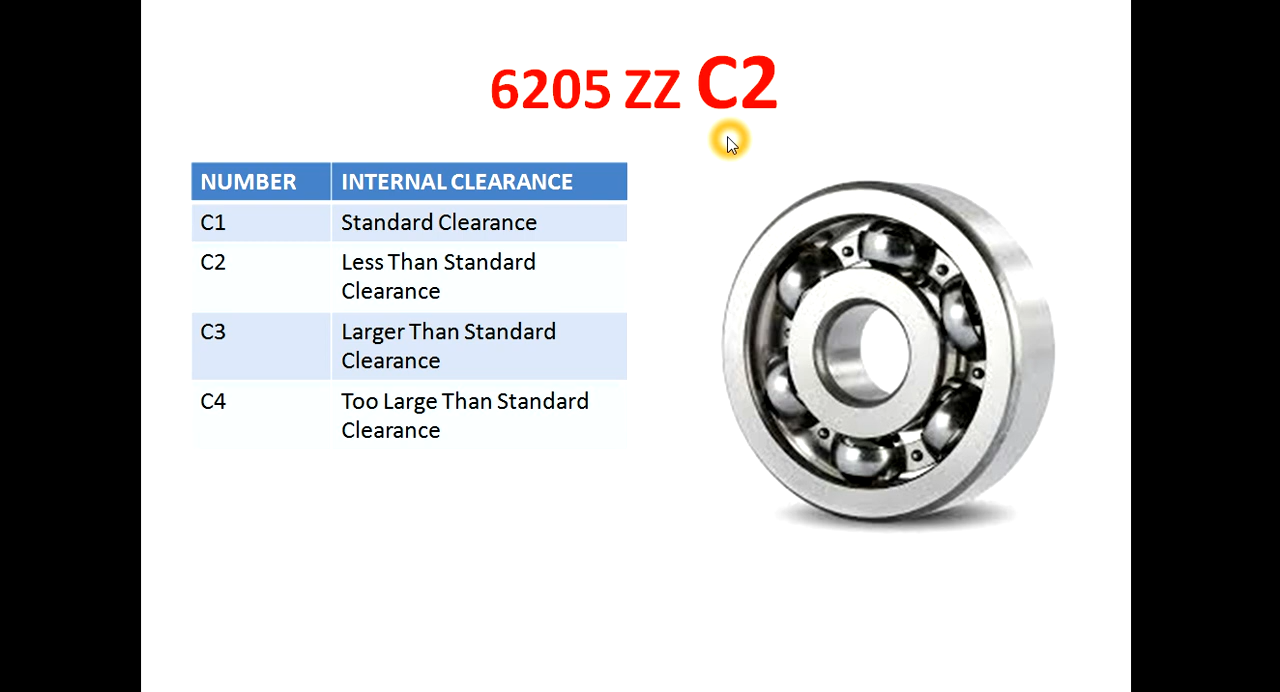 6205 ZZ C2
NUMBER INTERNAL CLEARANCE
C1 Standard Clearance
C2 Less Than Standard
Clearance
C3 Larger Than Standard
Clearance
C4 Too Large Than Standard
Clearance